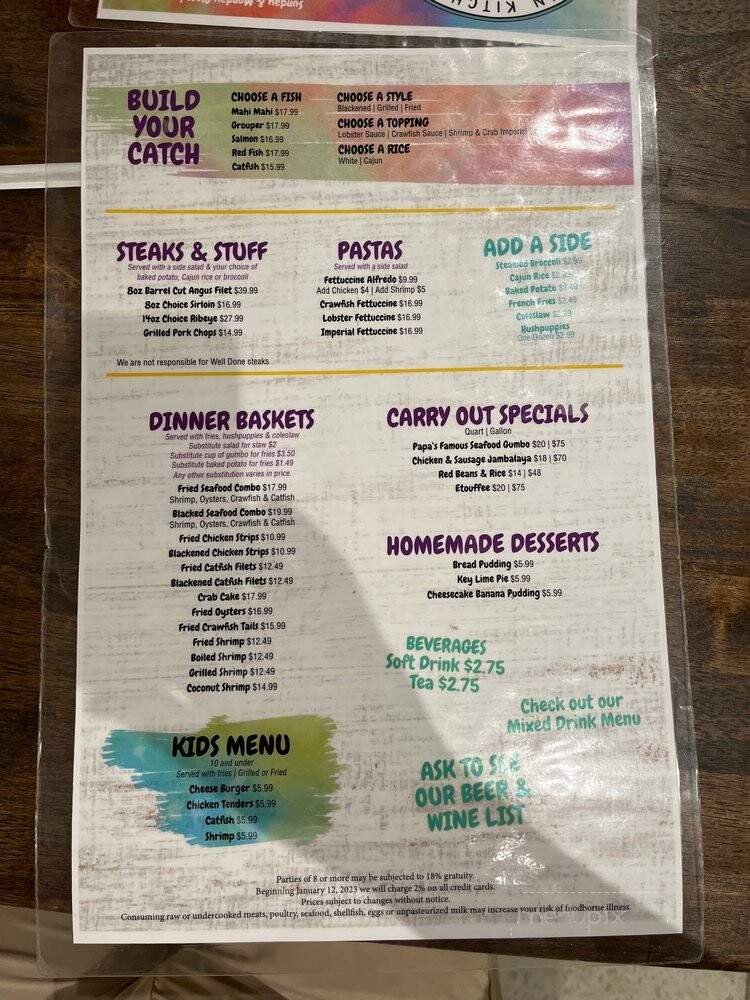 Sunday & Monday
N KITCH
BUILD
YOUR
CATCH
CHOOSE A FISH
Mahi Mahi $17.99
Grouper $17.99
Salmon $16.99
Red Fish $17.99
Catfish $15.99
CHOOSE A STYLE
Blackened | Grilled | Fried
CHOOSE A TOPPING
Lobster Sauce | Crawfish Sauce | Shrimp & Crab Imperial
CHOOSE A RICE
White | Cajun
STEAKS & STUFF
Served with a side salad & your choice of
baked potato, Cajun rice or broccoli
8oz Barrel Cut Angus Filet $39.99
8oz Choice Sirloin $16.99
14oz Choice Ribeye $27.99
Grilled Pork Chops $14.99
We are not responsible for Well Done steaks
PASTAS
Served with a side salad
Fettuccine Alfredo $9.99
Add Chicken $4 | Add Shrimp $5
Crawfish Fettuccine $16.99
Lobster Fettuccine $16.99
Imperial Fettuccine $16.99
ADD A SIDE
Steamed Broccoli $2.99
Cajun Rice
Baked Potato $3.49
French Fries $2.49
Coleslaw $2.99
Hushpuppies
One Dozen $2.99
DINNER BASKETS
Served with fries, hushpuppies & coleslaw
Substitute salad for slaw $2
Substitute cup of gumbo for fries $3.50
Substitute baked potato for fries $1.49
Any other substitution varies in price.
Fried Seafood Combo $17.99
Shrimp, Oysters, Crawfish & Catfish
Blacked Seafood Combo $19.99
Shrimp, Oysters, Crawfish & Catfish
Fried Chicken Strips $10.99
Blackened Chicken Strips $10.99
Fried Catfish Filets $12.49
Blackened Catfish Filets $12.49
Crab Cake $17.99
Fried Oysters $16.99
Fried Crawfish Tails $15.99
Fried Shrimp $12.49
Boiled Shrimp $12.49
Grilled Shrimp $12.49
Coconut Shrimp $14.99
CARRY OUT SPECIALS
Quart | Gallon
Papa's Famous Seafood Gumbo $20 | $75
Chicken & Sausage Jambalaya $18 | $70
Red Beans & Rice $14 | $48
Etouffee $20 | $75
HOMEMADE DESSERTS
Bread Pudding $5.99
Key Lime Pie $5.99
Cheesecake Banana Pudding $5.99
BEVERAGES
Soft Drink $2.75
Tea $2.75
Check out our
Mixed Drink Menu
ASK TO SEE
OUR BEER &
WINE LIST
KIDS MENU
10 and under
Served with fries | Grilled or Fried
Cheese Burger $5.99
Chicken Tenders $5.99
Catfish $5.99
Shrimp $5.99
Parties of 8 or more may be subjected to 18% gratuity.
Beginning January 12, 2023 we will charge 2% on all credit cards.
Prices subject to changes without notice.
Consuming raw or undercooked meats, poultry, seafood, shellfish, eggs or unpasteurized milk may increase your risk of foodborne illness.